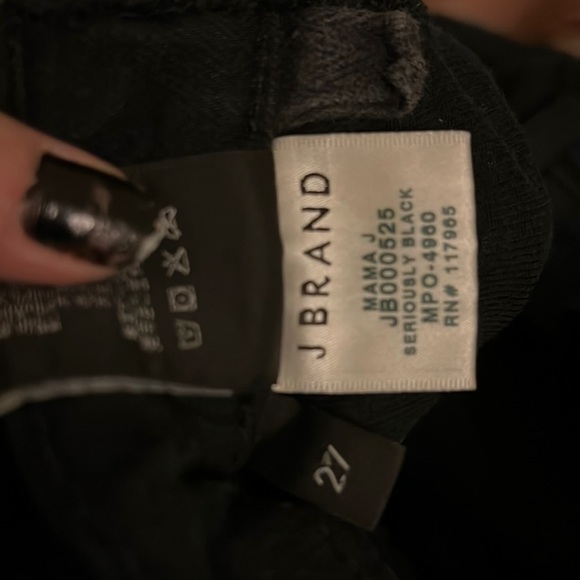 J BRAND
MAMA J
JB000525
SERIOUSLY BLACK
MPO-4960
RN# 117965
27